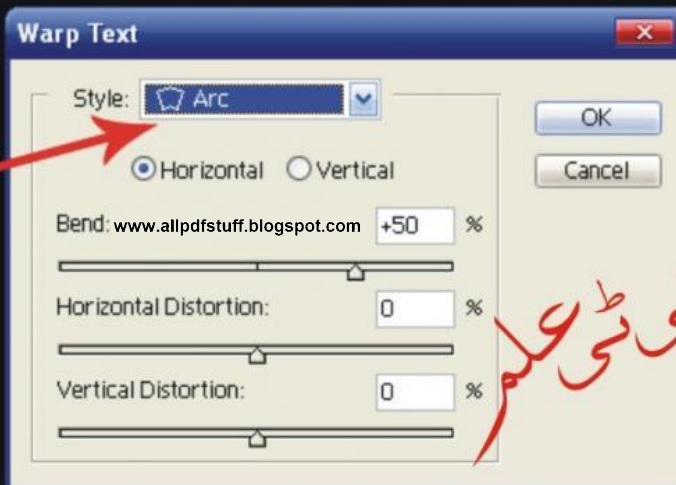 Warp Text
Style: Arc
OK
Horizontal Vertical
Cancel
Bend: www.allpdfstuff.blogspot.com +50 %
Horizontal Distortion: 0 %
علم
Vertical Distortion: 0 %